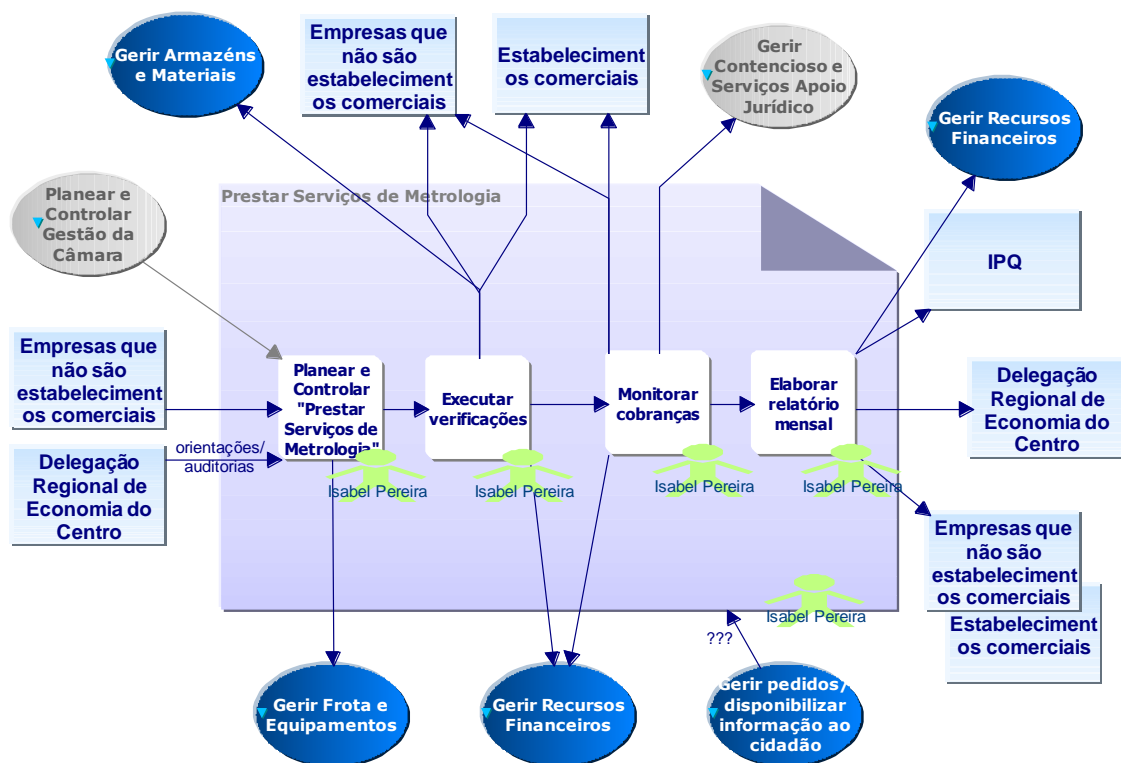 Gerir Armazéns
e Materiais
Empresas que
não são
estabeleciment
os comerciais
Estabeleciment
os comerciais
Gerir
Contencioso e
Serviços Apoio
Jurídico
Gerir Recursos
Financeiros
Planear e
Controlar
Gestão da
Câmara
Prestar Serviços de Metrologia
IPQ
Empresas que
não são
estabeleciment
os comerciais
Planear e
Controlar
"Prestar
Serviços de
Metrologia"
Executar
verificações
Monitorar
cobranças
Elaborar
relatório
mensal
Delegação
Regional de
Economia do
Centro
orientações/
auditorias
Delegação
Regional de
Economia do
Centro
Isabel Pereira
Isabel Pereira
Isabel Pereira
Isabel Pereira
Empresas que
não são
estabeleciment
os comerciais
Estabeleciment
os comerciais
Isabel Pereira
???
Gerir Frota e
Equipamentos
Gerir Recursos
Financeiros
Gerir pedidos/
disponibilizar
informação ao
cidadão